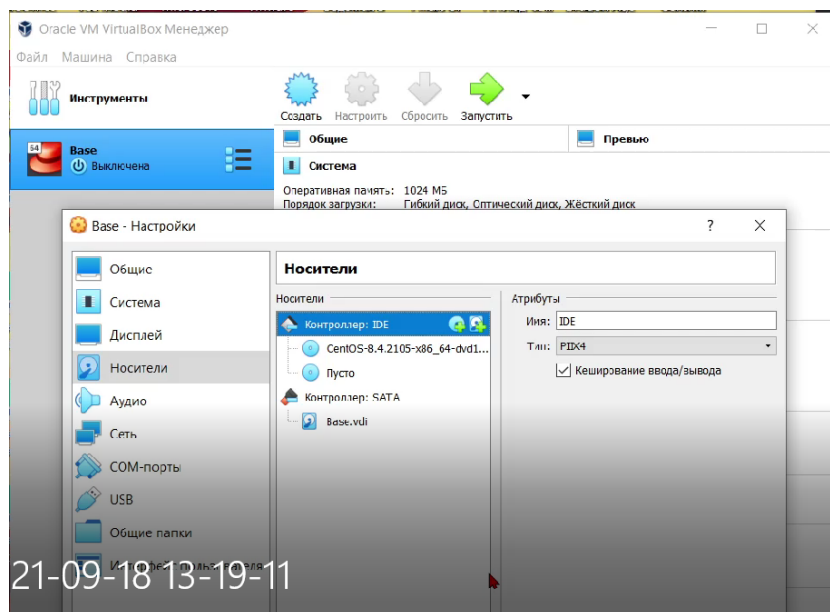 Oracle VM VirtualBox Менеджер
Файл Машина Справка
Инструменты
Создать Настроить Сбросить Запустить
64
Base
Выключена
Общие
Превью
Система
Оперативная память: 1024 МБ
Порядок загрузки: Гибкий диск, Оптический диск, Жёсткий диск
Base - Настройки
?
Общие
Система
Дисплей
Носители
Аудио
Сеть
COM-порты
USB
Общие папки
Интерфейс пользователя
Носители
Носители
Контроллер: IDE
CentOS-8.4.2105-x86_64-dvd1...
Пусто
Контроллер: SATA
Base.vdi
Атрибуты
Имя: IDE
Тип: PIIX4
Кеширование ввода/вывода
21-09-18 13-19-11